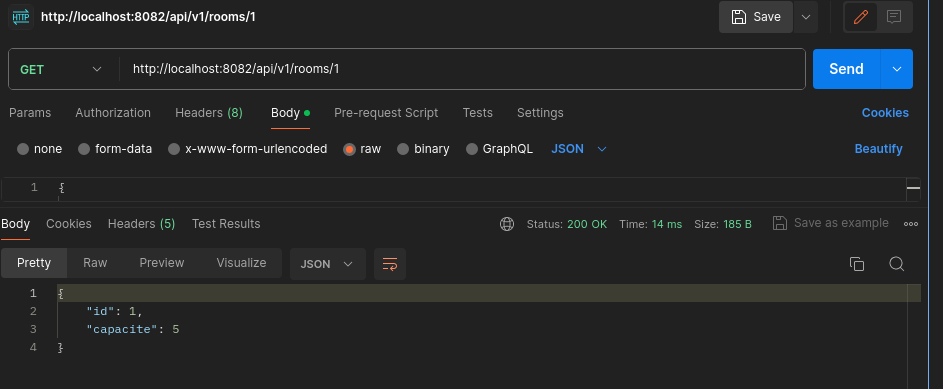 HTTP http://localhost:8082/api/v1/rooms/1 Save
GET http://localhost:8082/api/v1/rooms/1 Send
Params Authorization Headers (8) Body Pre-request Script Tests Settings Cookies
none form-data x-www-form-urlencoded raw binary GraphQL JSON Beautify
1 {
Body Cookies Headers (5) Test Results Status: 200 OK Time: 14 ms Size: 185 B Save as example
Pretty Raw Preview Visualize JSON
1 {
2 "id": 1,
3 "capacite": 5
4 }